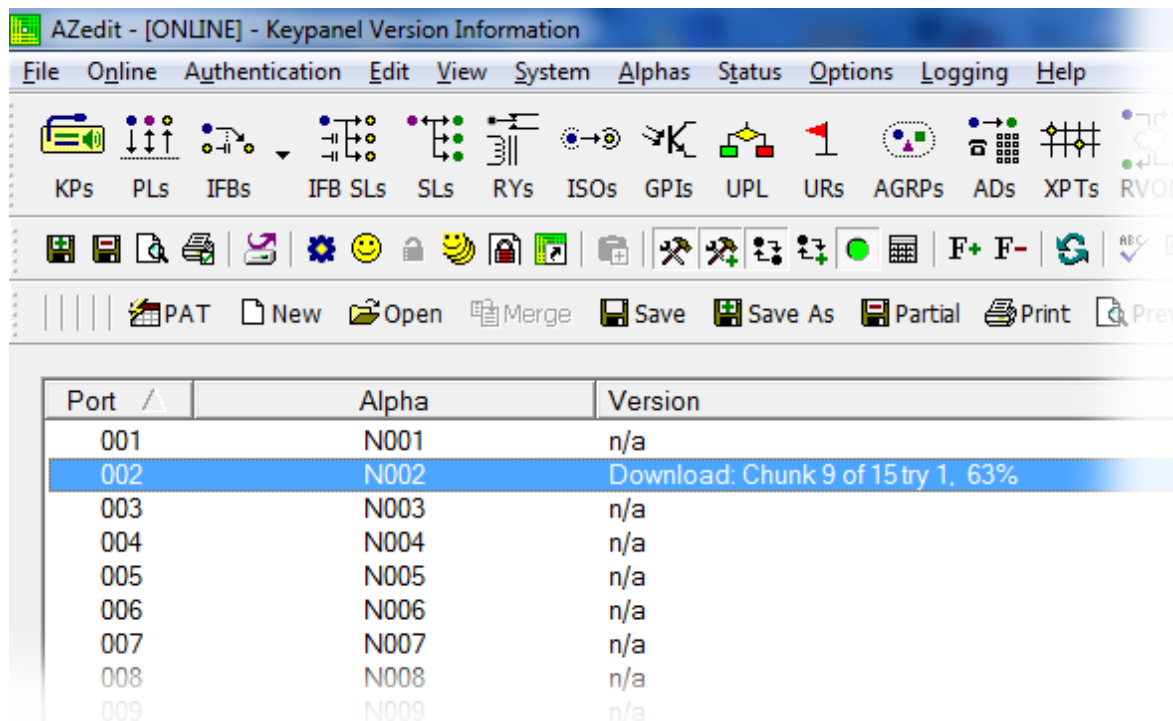 AZedit - [ONLINE] - Keypanel Version Information
File Online Authentication Edit View System Alphas Status Options Logging Help
KPs PLs IFBs IFB SLs SLs RYs ISOs GPIs UPL URs AGRPs ADs XPTs
F+ F- ABC
PAT New Open Merge Save Save As Partial Print
Port Alpha Version
001 N001 n/a
002 N002 Download: Chunk 9 of 15 try 1, 63%
003 N003 n/a
004 N004 n/a
005 N005 n/a
006 N006 n/a
007 N007 n/a
008 N008 n/a
009 N009 n/a